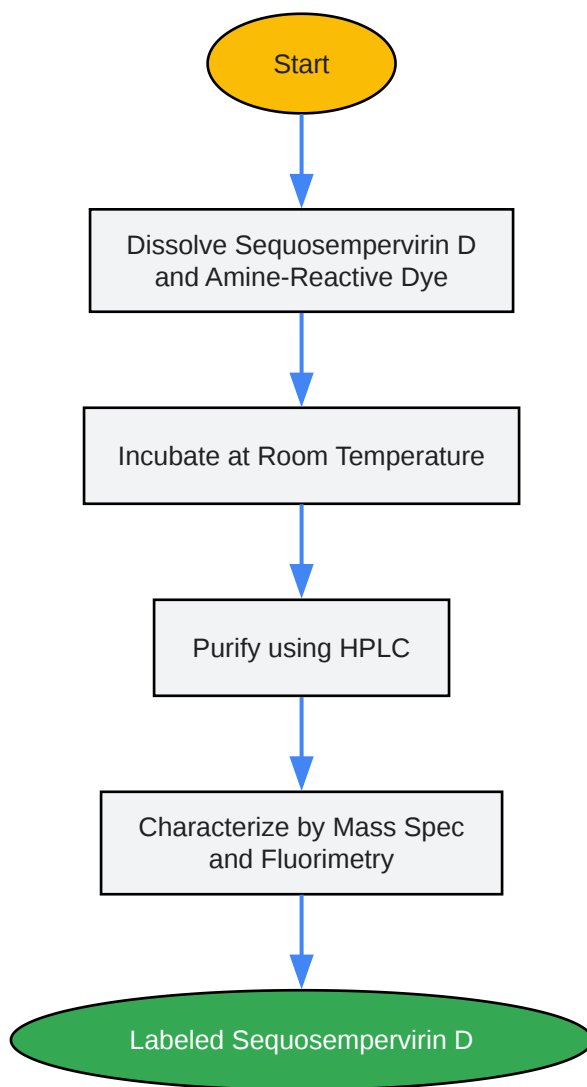 Start
Dissolve Sequosempervirin D
and Amine-Reactive Dye
Incubate at Room Temperature
Purify using HPLC
Characterize by Mass Spec
and Fluorimetry
Labeled Sequosempervirin D